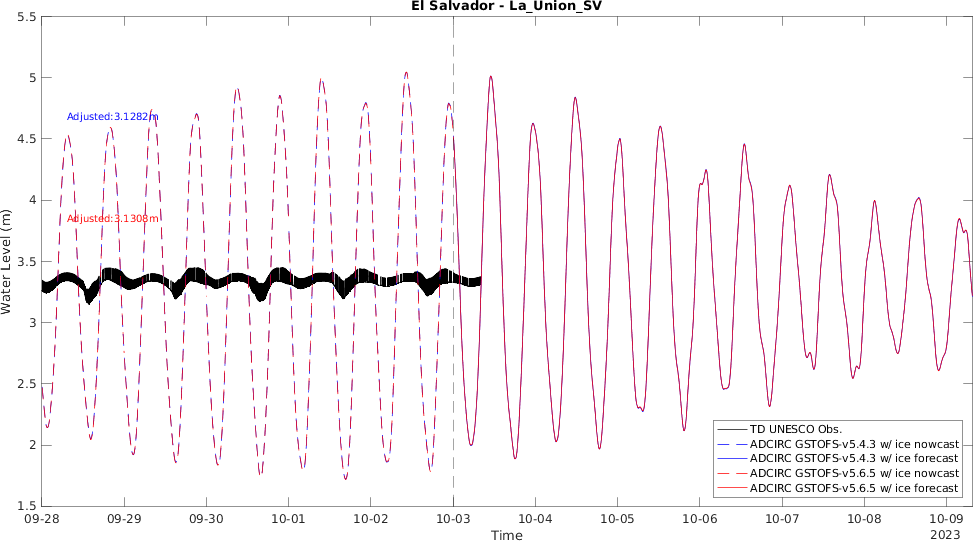 El Salvador - La_Union_SV
5.5
5
4.5
4
3.5
3
2.5
2
1.5
Water Level (m)
Adjusted:3.1282m
Adjusted:3.1308m
TD UNESCO Obs.
ADCIRC GSTOFS-v5.4.3 w/ ice nowcast
ADCIRC GSTOFS-v5.4.3 w/ ice forecast
ADCIRC GSTOFS-v5.6.5 w/ ice nowcast
ADCIRC GSTOFS-v5.6.5 w/ ice forecast
09-28 09-29 09-30 10-01 10-02 10-03 10-04 10-05 10-06 10-07 10-08 10-09
Time
2023